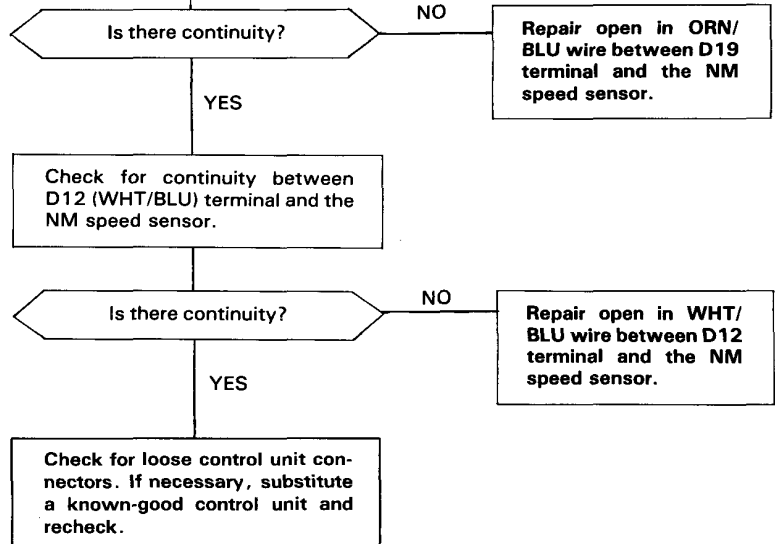 Is there continuity?
NO
Repair open in ORN/
BLU wire between D19
terminal and the NM
speed sensor.
YES
Check for continuity between
D12 (WHT/BLU) terminal and the
NM speed sensor.
Is there continuity?
NO
Repair open in WHT/
BLU wire between D12
terminal and the NM
speed sensor.
YES
Check for loose control unit con-
nectors. If necessary, substitute
a known-good control unit and
recheck.